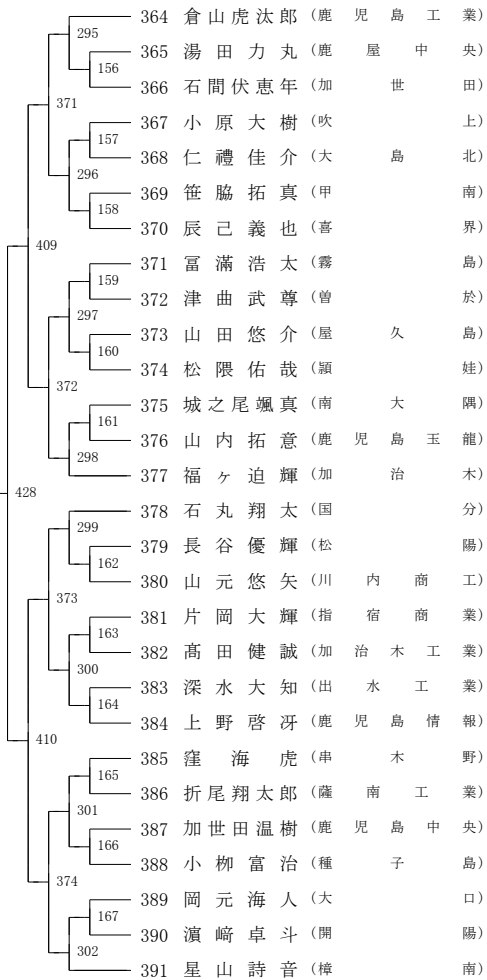 364 倉山虎汰郎 (鹿児島工業)
295
365 湯田力丸 (鹿屋中央)
156
366 石間伏恵年 (加世田)
371
367 小原大樹 (吹上)
157
368 仁禮佳介 (大島北)
296
369 笹脇拓真 (甲南)
158
370 辰己義也 (喜界)
409
371 冨滿浩太 (霧島)
159
372 津曲武尊 (曽於)
297
373 山田悠介 (屋久島)
160
374 松隈佑哉 (頴娃)
372
375 城之尾颯真 (南大隅)
161
376 山内拓意 (鹿児島玉龍)
298
377 福ヶ迫輝 (加治木)
428
378 石丸翔太 (国分)
299
379 長谷優輝 (松陽)
162
380 山元悠矢 (川内商工)
373
381 片岡大輝 (指宿商業)
163
382 髙田健誠 (加治木工業)
300
383 深水大知 (出水工業)
164
384 上野啓冴 (鹿児島情報)
410
385 窪海虎 (串木野)
165
386 折尾翔太郎 (薩南工業)
301
387 加世田温樹 (鹿児島中央)
166
388 小栁富治 (種子島)
374
389 岡元海人 (大口)
167
390 濵﨑卓斗 (開陽)
302
391 星山詩音 (樟南)